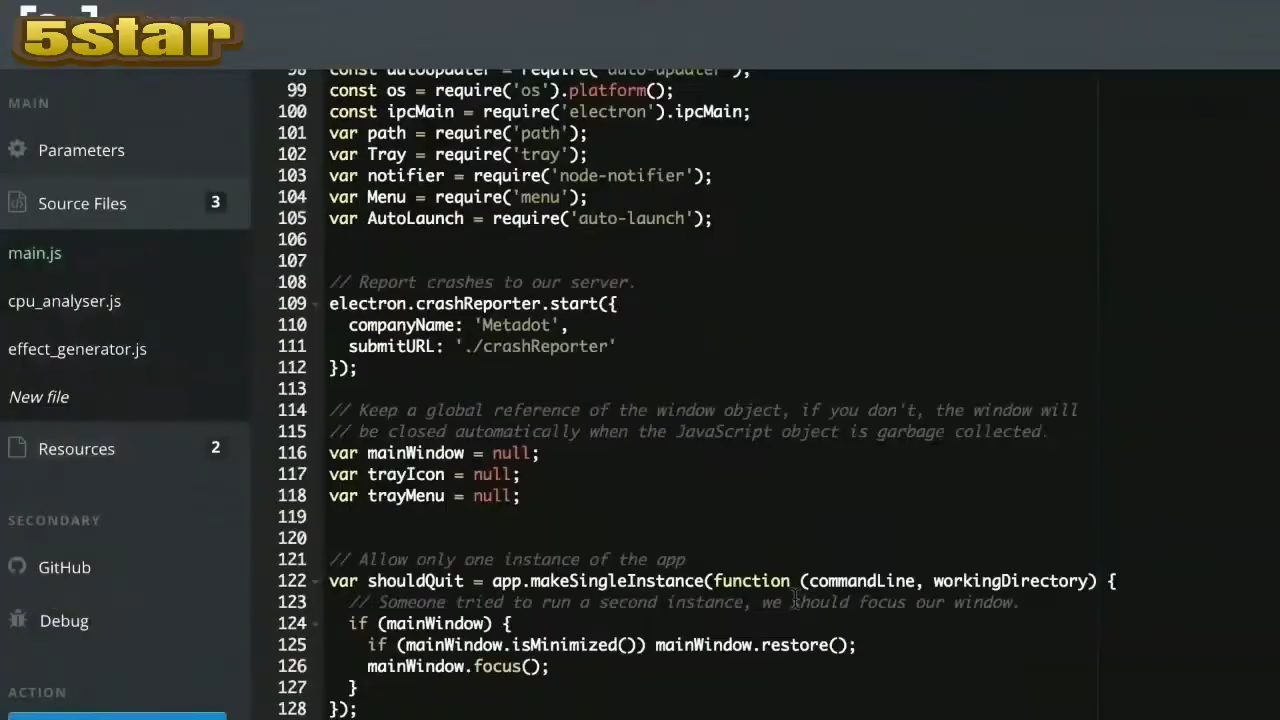 5star
MAIN
Parameters
Source Files 3
main.js
cpu_analyser.js
effect_generator.js
New file
Resources 2
SECONDARY
GitHub
Debug
ACTION
98 const autoUpdater = require('auto-updater');
99 const os = require('os').platform();
100 const ipcMain = require('electron').ipcMain;
101 var path = require('path');
102 var Tray = require('tray');
103 var notifier = require('node-notifier');
104 var Menu = require('menu');
105 var AutoLaunch = require('auto-launch');
106
107
108 // Report crashes to our server.
109 electron.crashReporter.start({
110 companyName: 'Metadot',
111 submitURL: './crashReporter'
112 });
113
114 // Keep a global reference of the window object, if you don't, the window will
115 // be closed automatically when the JavaScript object is garbage collected.
116 var mainWindow = null;
117 var trayIcon = null;
118 var trayMenu = null;
119
120
121 // Allow only one instance of the app
122 var shouldQuit = app.makeSingleInstance(function (commandLine, workingDirectory) {
123 // Someone tried to run a second instance, we should focus our window.
124 if (mainWindow) {
125 if (mainWindow.isMinimized()) mainWindow.restore();
126 mainWindow.focus();
127 }
128 });